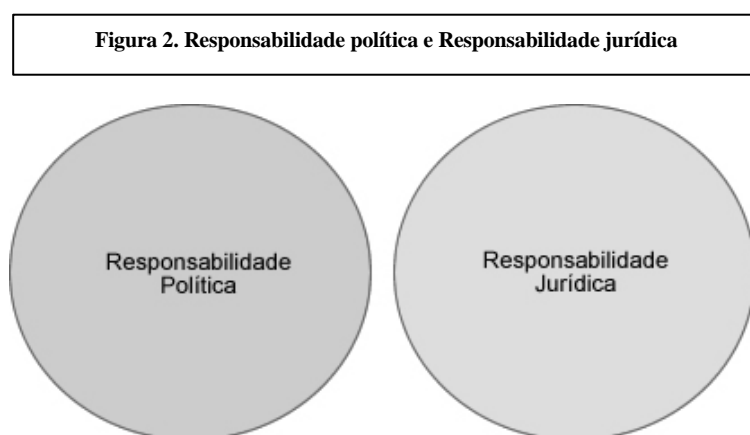 Figura 2. Responsabilidade política e Responsabilidade jurídica
Responsabilidade
Política
Responsabilidade
Jurídica